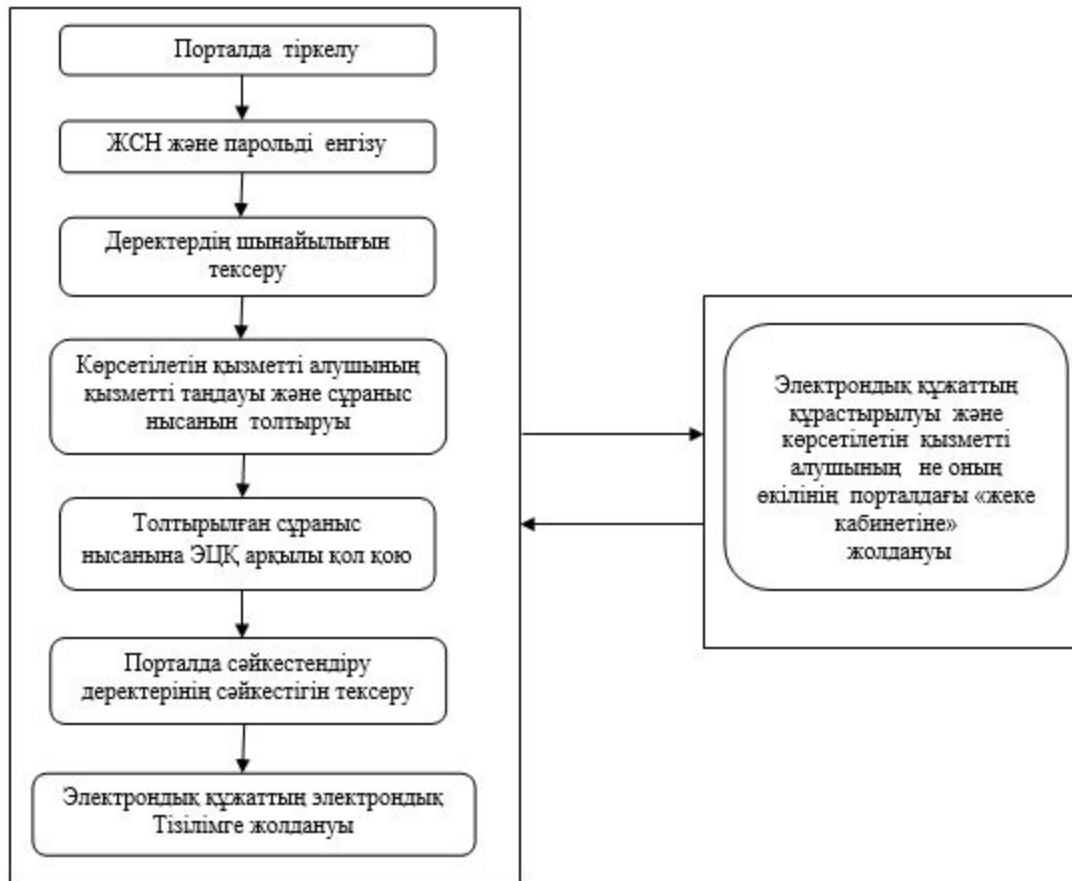 Порталда тіркелу
ЖСН және парольді енгізу
Деректердің шынайылығын
тексеру
Көрсетілетін қызметті алушының
қызметті таңдауы және сұраныс
нысанын толтыруы
Толтырылған сұраныс
нысанына ЭЦҚ арқылы қол қою
Порталда сәйкестендіру
деректерінің сәйкестігін тексеру
Электрондық құжаттың электрондық
Тізілімге жолдануы
Электрондық құжаттың
құрастырылуы және
көрсетілетін қызметті
алушының не оның
өкілінің порталдағы «жеке
кабинетіне»
жолдануы